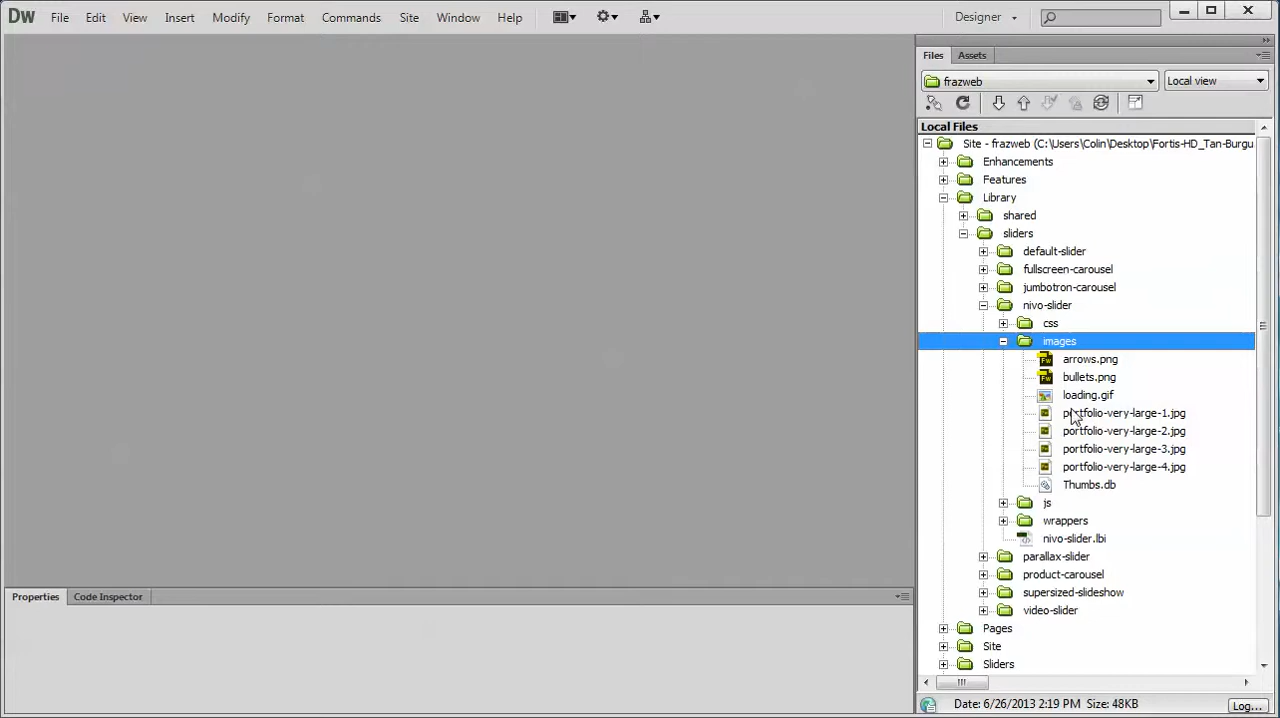 Dw File Edit View Insert Modify Format Commands Site Window Help Designer
Files Assets
frazweb Local view
Local Files
Site - frazweb (C:\Users\Colin\Desktop\Fortis-HD_Tan-Burgu
Enhancements
Features
Library
shared
sliders
default-slider
fullscreen-carousel
jumbotron-carousel
nivo-slider
css
images
arrows.png
bullets.png
loading.gif
portfolio-very-large-1.jpg
portfolio-very-large-2.jpg
portfolio-very-large-3.jpg
portfolio-very-large-4.jpg
Thumbs.db
js
wrappers
nivo-slider.lbi
parallax-slider
product-carousel
supersized-slideshow
video-slider
Pages
Site
Sliders
Properties Code Inspector
Date: 6/26/2013 2:19 PM Size: 48KB Log...